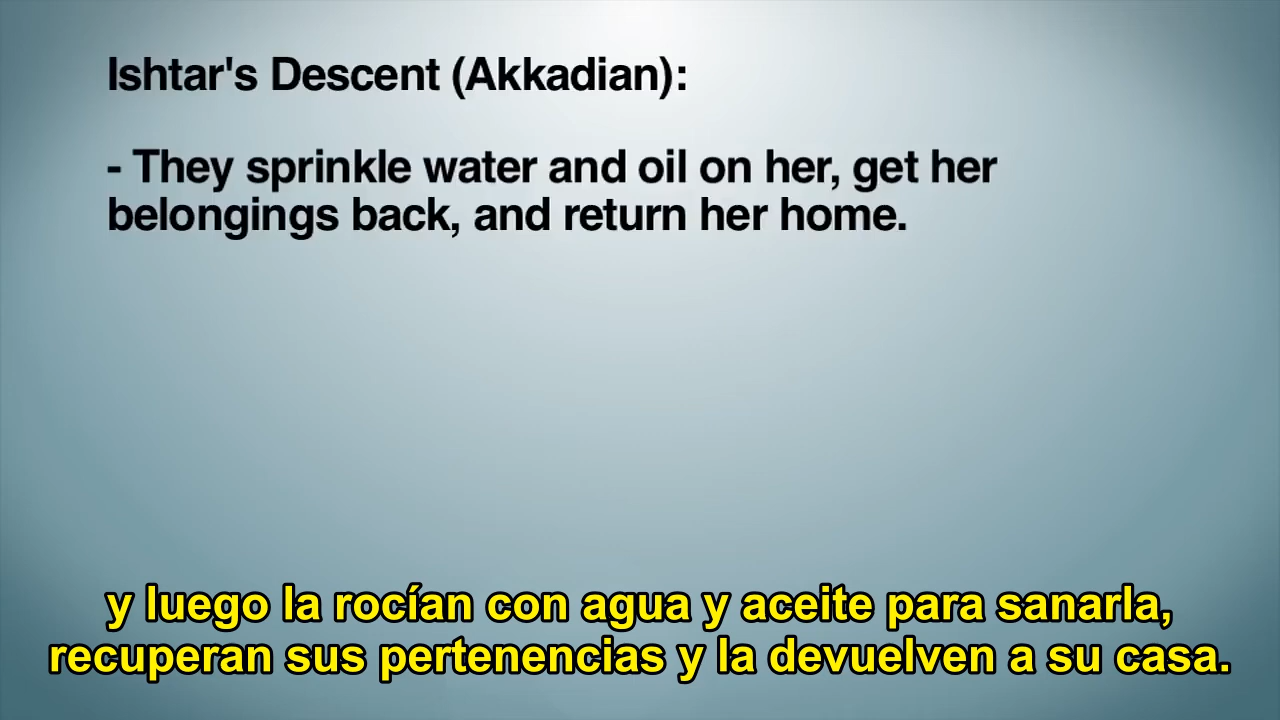 Ishtar's Descent (Akkadian):
- They sprinkle water and oil on her, get her
belongings back, and return her home.
y luego la rocían con agua y aceite para sanarla,
recuperan sus pertenencias y la devuelven a su casa.